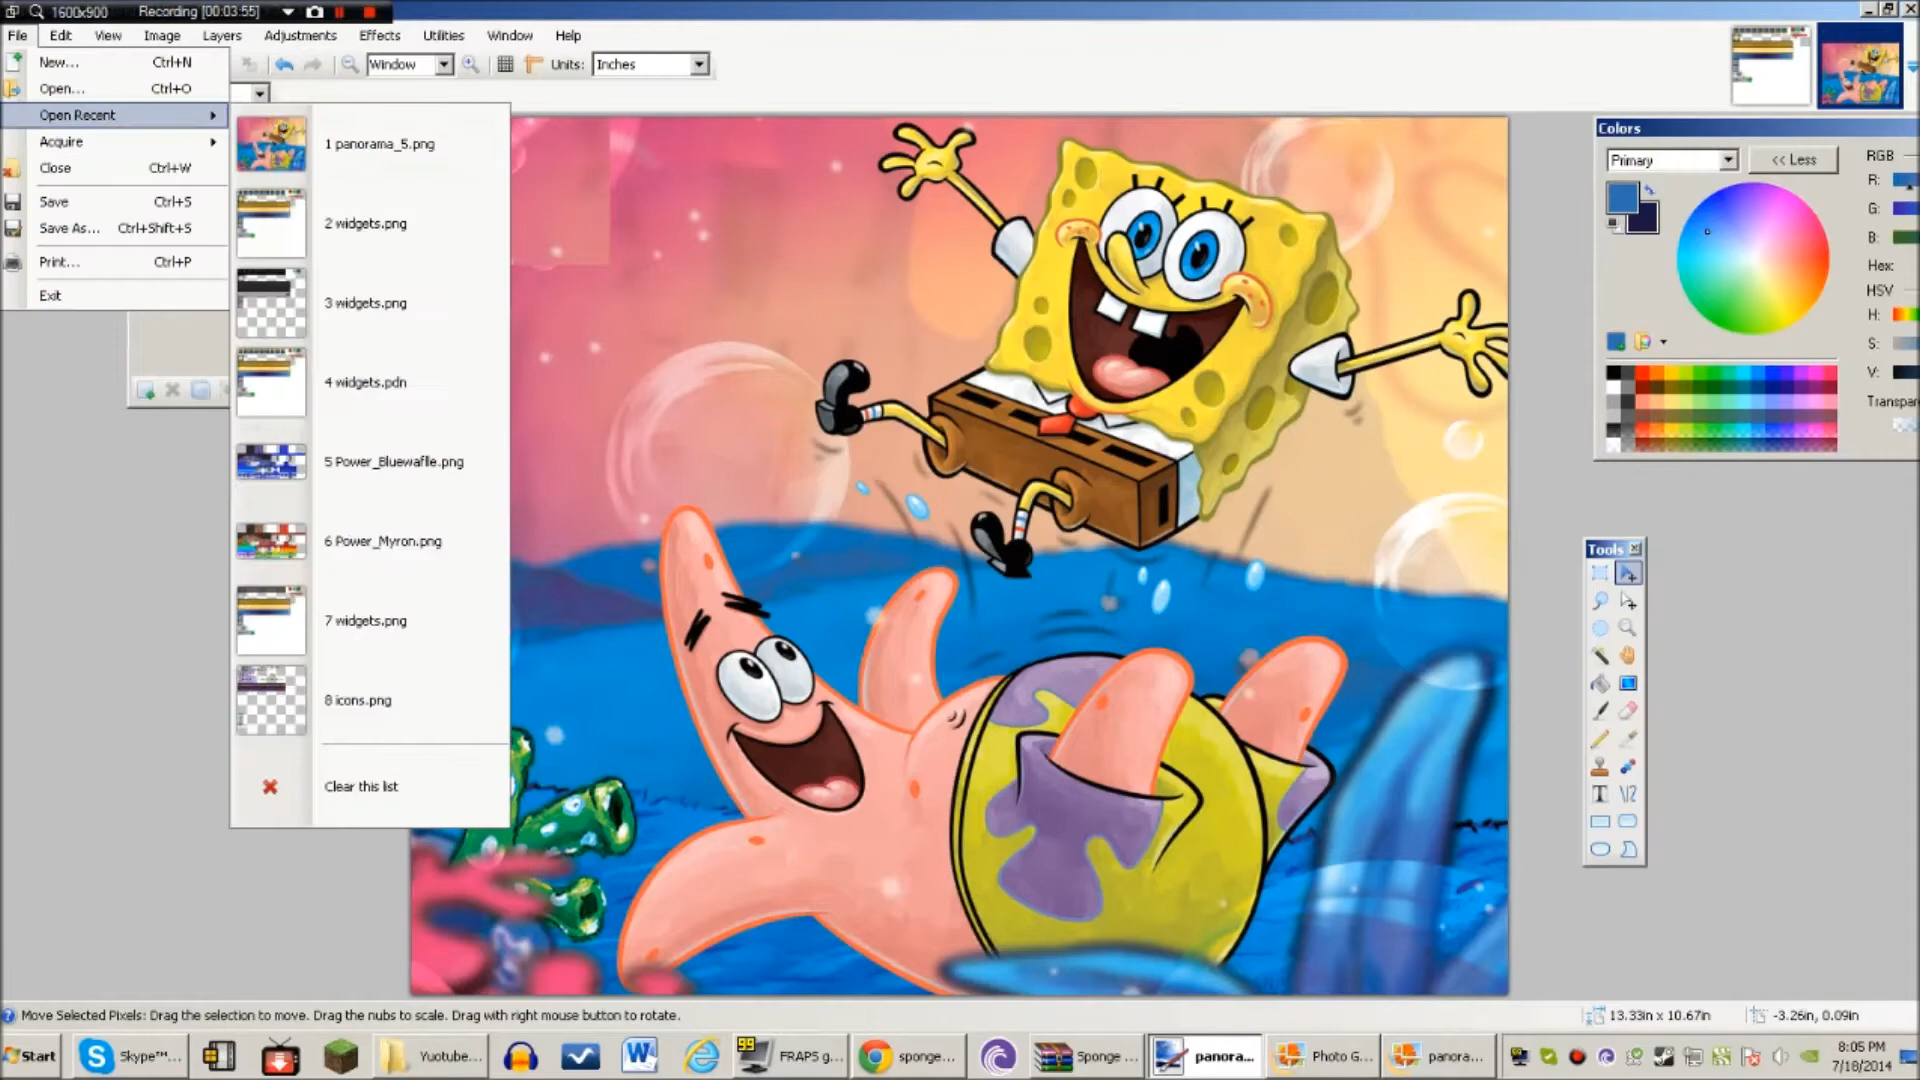 1600x900 Recording [00:03:55]
File Edit View Image Layers Adjustments Effects Utilities Window Help
New... Ctrl+N
Open... Ctrl+O
Open Recent
Acquire
Close Ctrl+W
Save Ctrl+S
Save As... Ctrl+Shift+S
Print... Ctrl+P
Exit
Window Units: Inches
1 panorama_5.png
2 widgets.png
3 widgets.png
4 widgets.pdn
5 Power_Bluewaffle.png
6 Power_Myron.png
7 widgets.png
8 icons.png
Clear this list
Colors
Primary << Less RGB
R:
G:
B:
Hex:
HSV
H:
S:
V:
Transpar
Tools
Move Selected Pixels: Drag the selection to move. Drag the nubs to scale. Drag with right mouse button to rotate. 13.33in x 10.67in -3.26in, 0.09in
Start Skype™... Yuotube... 99 FRAPS g... sponge... Sponge ... panora... Photo G... panora... 8:05 PM
7/18/2014